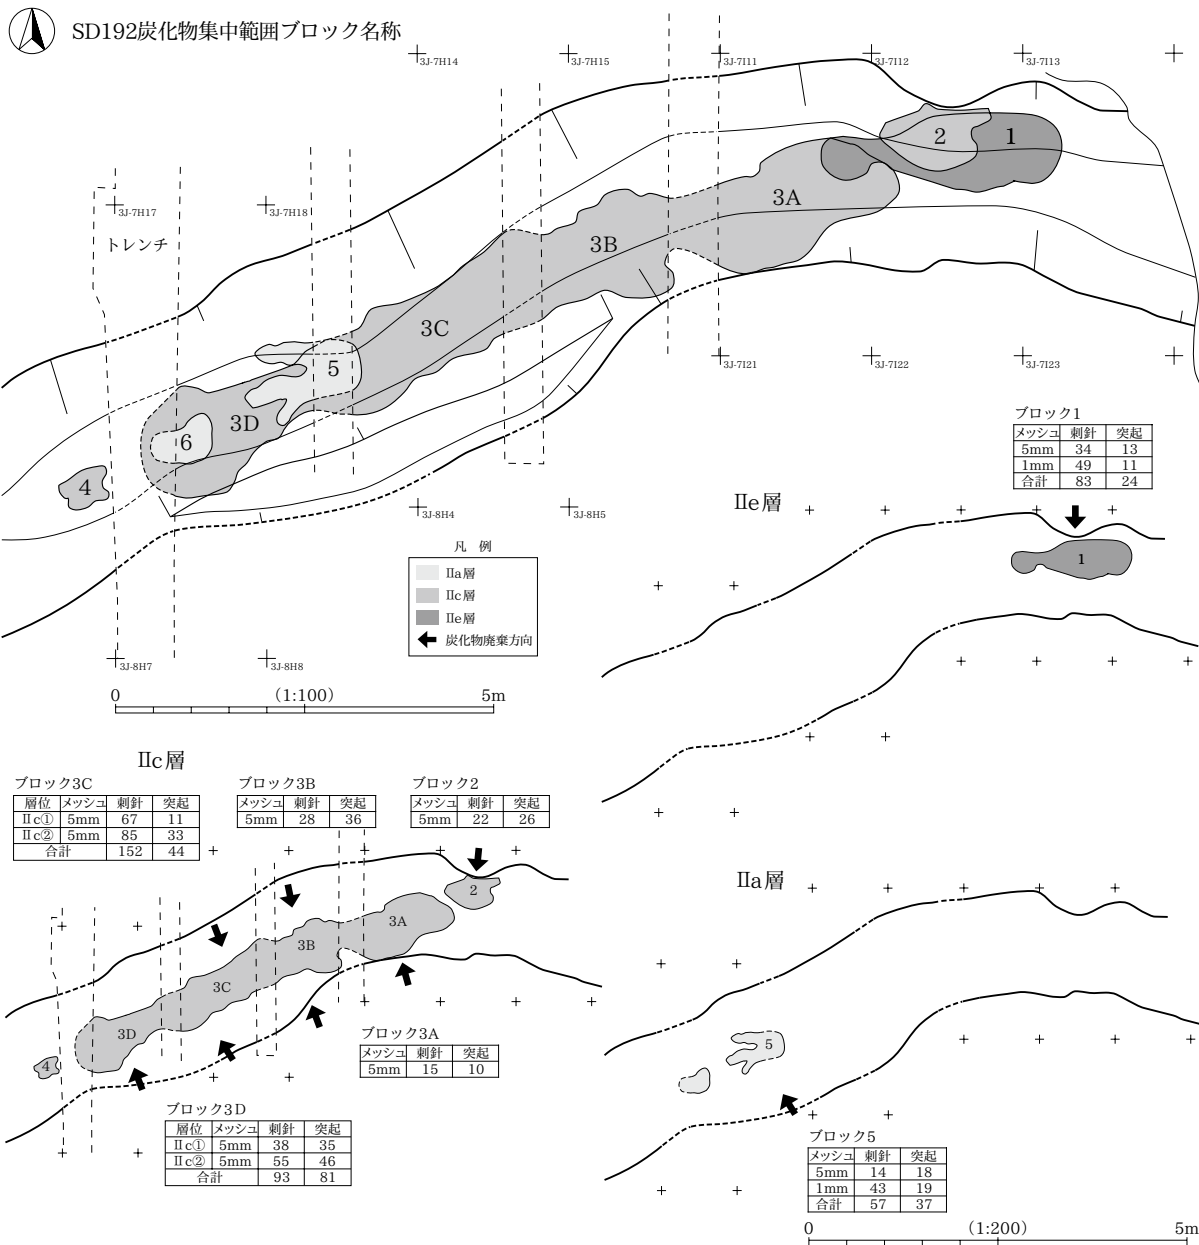 SD192炭化物集中範囲ブロック名称
3J-7H14
3J-7H15
3J-7I11
3J-7I12
3J-7I13
2
1
3A
3J-7H17
3J-7H18
トレンチ
3B
3C
5
3J-7I21
3J-7I22
3J-7I23
3D
6
4
3J-8H4
3J-8H5
凡 例
Ⅱa層
Ⅱc層
Ⅱe層
炭化物廃棄方向
3J-8H7
3J-8H8
0 (1:100) 5m
ブロック1
メッシュ 刺針 突起
5mm 34 13
1mm 49 11
合計 83 24
Ⅱe層
1
Ⅱc層
ブロック3C
層位 メッシュ 刺針 突起
Ⅱc① 5mm 67 11
Ⅱc② 5mm 85 33
合計 152 44
ブロック3B
メッシュ 刺針 突起
5mm 28 36
ブロック2
メッシュ 刺針 突起
5mm 22 26
2
3A
3B
3C
3D
4
ブロック3A
メッシュ 刺針 突起
5mm 15 10
ブロック3D
層位 メッシュ 刺針 突起
Ⅱc① 5mm 38 35
Ⅱc② 5mm 55 46
合計 93 81
Ⅱa層
5
ブロック5
メッシュ 刺針 突起
5mm 14 18
1mm 43 19
合計 57 37
0 (1:200) 5m